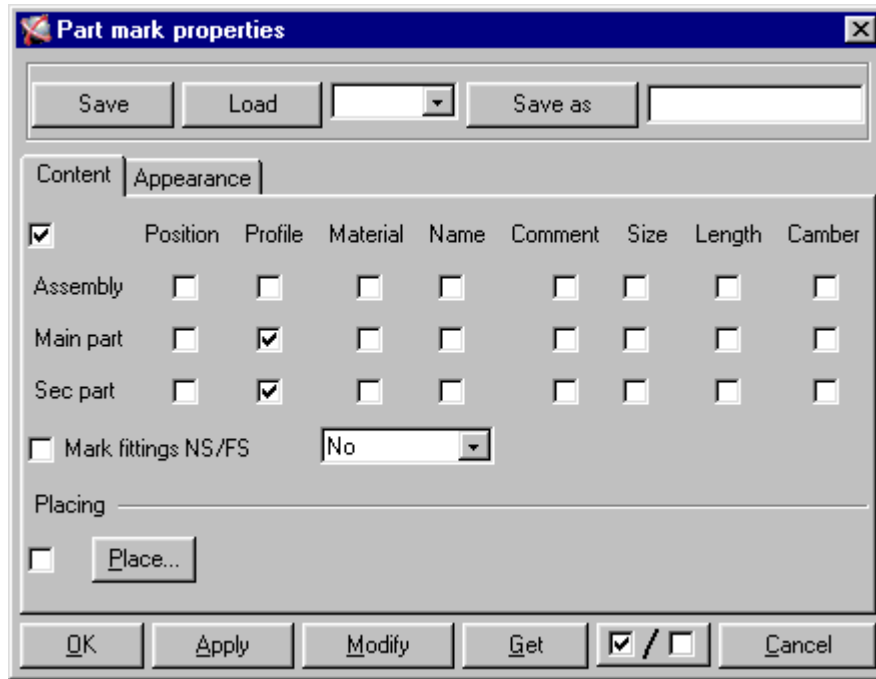 Part mark properties
Save Load Save as
Content Appearance
Position Profile Material Name Comment Size Length Camber
Assembly
Main part
Sec part
Mark fittings NS/FS No
Placing
Place...
OK Apply Modify Get / Cancel